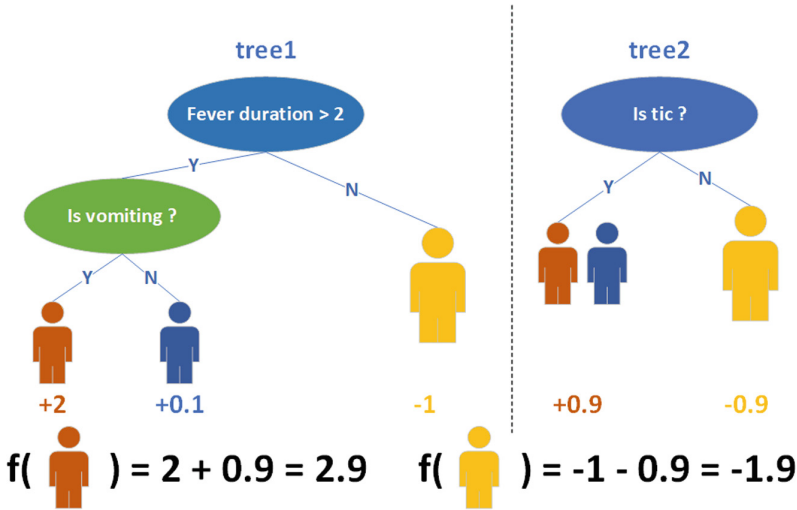 tree1
tree2
Fever duration > 2
Is tic ?
Y
N
Y
N
Is vomiting ?
Y
N
+2
+0.1
-1
+0.9
-0.9
f( ) = 2 + 0.9 = 2.9
f( ) = -1 - 0.9 = -1.9